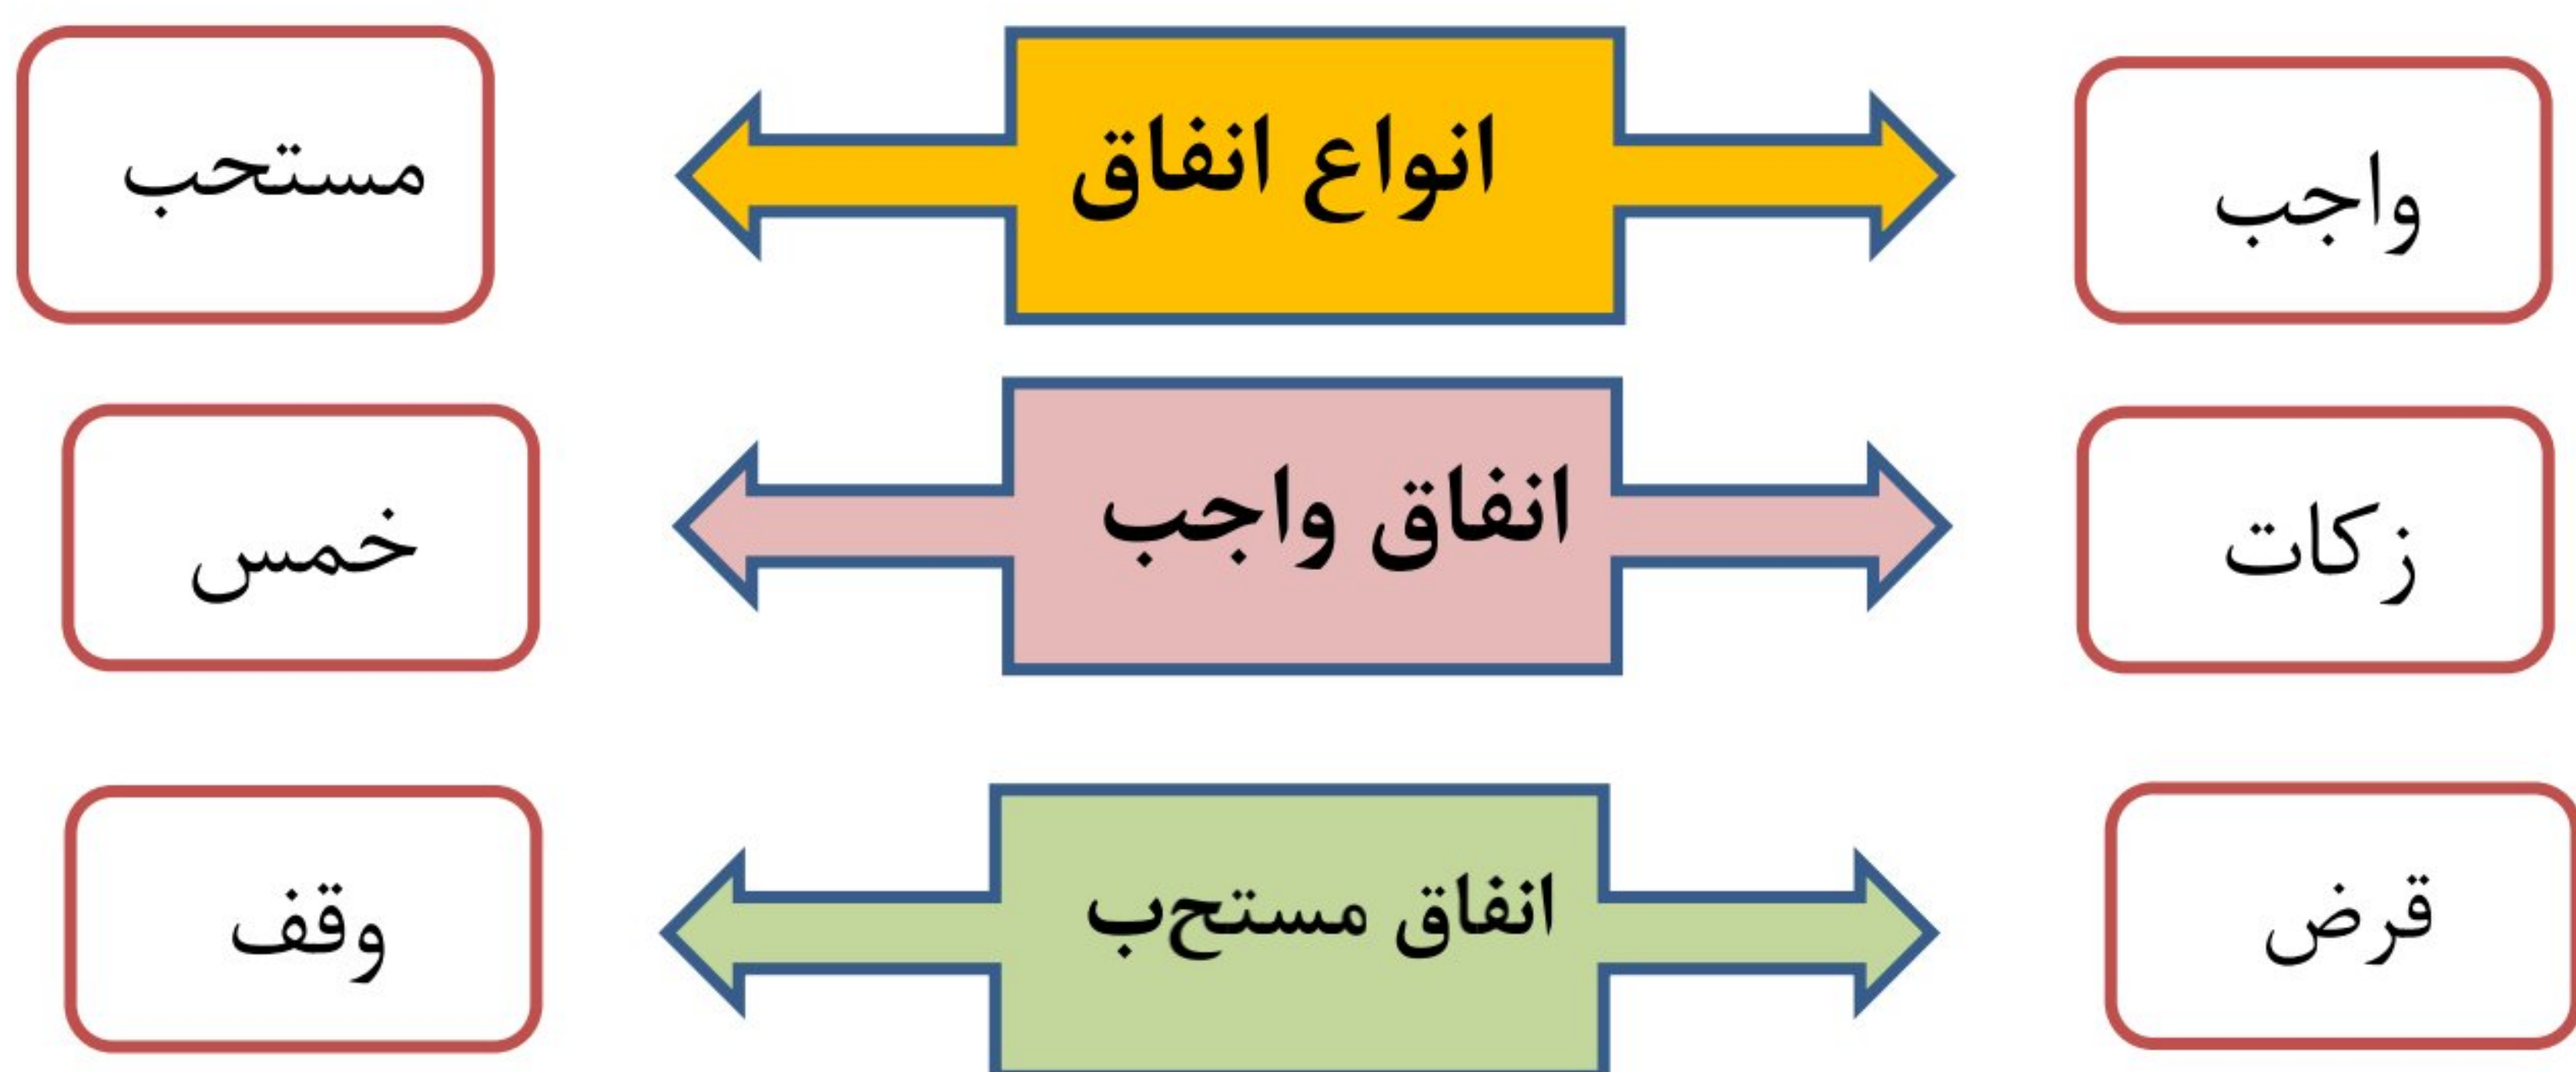 واجب
انواع انفاق
مستحب
زکات
انفاق واجب
خمس
قرض
انفاق مستحب
وقف